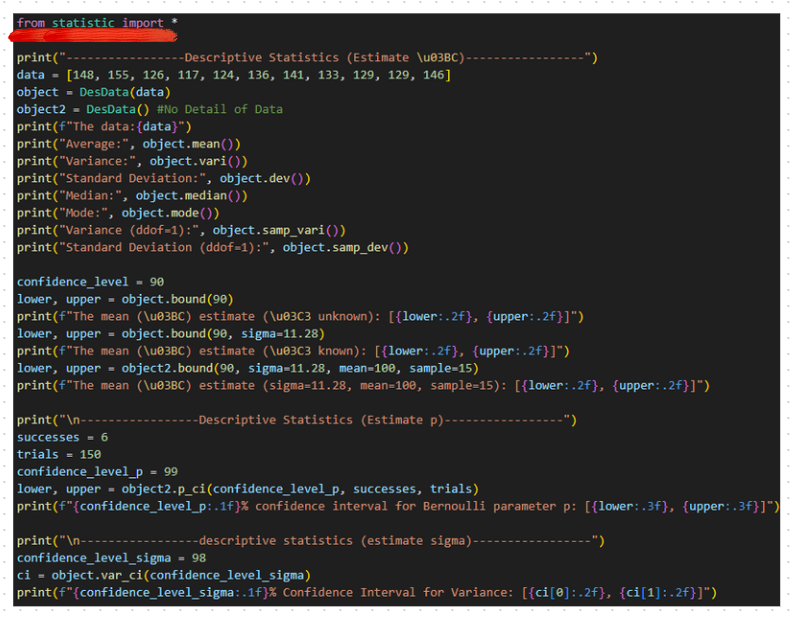 from statistic import *
print("-----------------Descriptive Statistics (Estimate \u03BC)-----------------")
data = [148, 155, 126, 117, 124, 136, 141, 133, 129, 129, 146]
object = DesData(data)
object2 = DesData() #No Detail of Data
print(f"The data:{data}")
print("Average:", object.mean())
print("Variance:", object.vari())
print("Standard Deviation:", object.dev())
print("Median:", object.median())
print("Mode:", object.mode())
print("Variance (ddof=1):", object.samp_vari())
print("Standard Deviation (ddof=1):", object.samp_dev())
confidence_level = 90
lower, upper = object.bound(90)
print(f"The mean (\u03BC) estimate (\u03C3 unknown): [{lower:.2f}, {upper:.2f}]")
lower, upper = object.bound(90, sigma=11.28)
print(f"The mean (\u03BC) estimate (\u03C3 known): [{lower:.2f}, {upper:.2f}]")
lower, upper = object2.bound(90, sigma=11.28, mean=100, sample=15)
print(f"The mean (\u03BC) estimate (sigma=11.28, mean=100, sample=15): [{lower:.2f}, {upper:.2f}]")
print("\n-----------------Descriptive Statistics (Estimate p)-----------------")
successes = 6
trials = 150
confidence_level_p = 99
lower, upper = object2.p_ci(confidence_level_p, successes, trials)
print(f"{confidence_level_p:.1f}% confidence interval for Bernoulli parameter p: [{lower:.3f}, {upper:.3f}]")
print("\n-----------------descriptive statistics (estimate sigma)-----------------")
confidence_level_sigma = 98
ci = object.var_ci(confidence_level_sigma)
print(f"{confidence_level_sigma:.1f}% Confidence Interval for Variance: [{ci[0]:.2f}, {ci[1]:.2f}]")